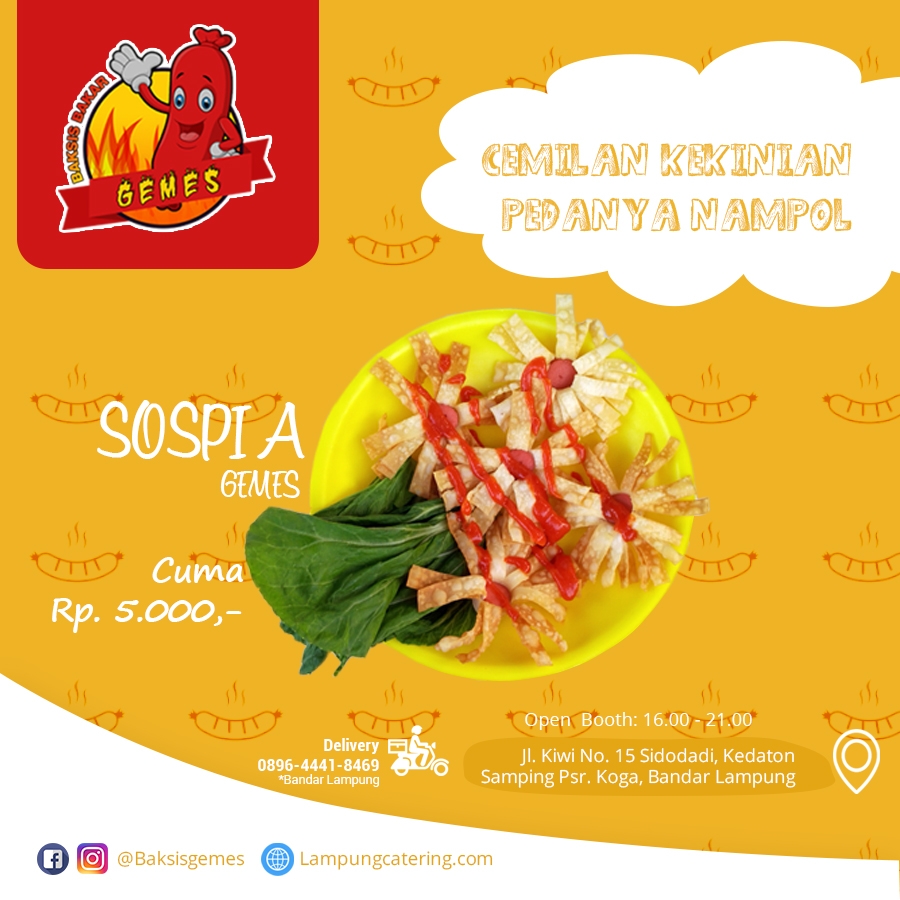 BAKSIS BAKAR
GEMES
CEMILAN KEKINIAN
PEDANYA NAMPOL
SOSPIA
GEMES
Cuma
Rp. 5.000,-
Open Booth: 16.00 - 21.00
Delivery
0896-4441-8469
*Bandar Lampung
Jl. Kiwi No. 15 Sidodadi, Kedaton
Samping Psr. Koga, Bandar Lampung
@Baksisgemes
Lampungcatering.com